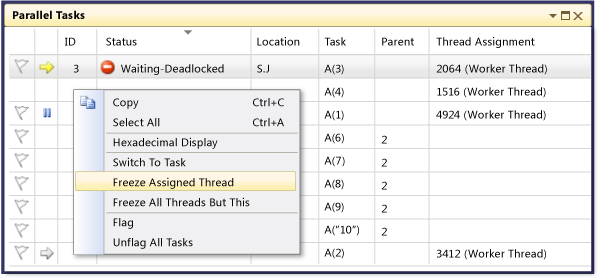 Parallel Tasks
ID Status Location Task Parent Thread Assignment
3 Waiting-Deadlocked S.J A(3) 2064 (Worker Thread)
A(4) 1516 (Worker Thread)
A(1) 4924 (Worker Thread)
A(6) 2
A(7) 2
A(8) 2
A(9) 2
A("10") 2
A(2) 3412 (Worker Thread)
Copy Ctrl+C
Select All Ctrl+A
Hexadecimal Display
Switch To Task
Freeze Assigned Thread
Freeze All Threads But This
Flag
Unflag All Tasks